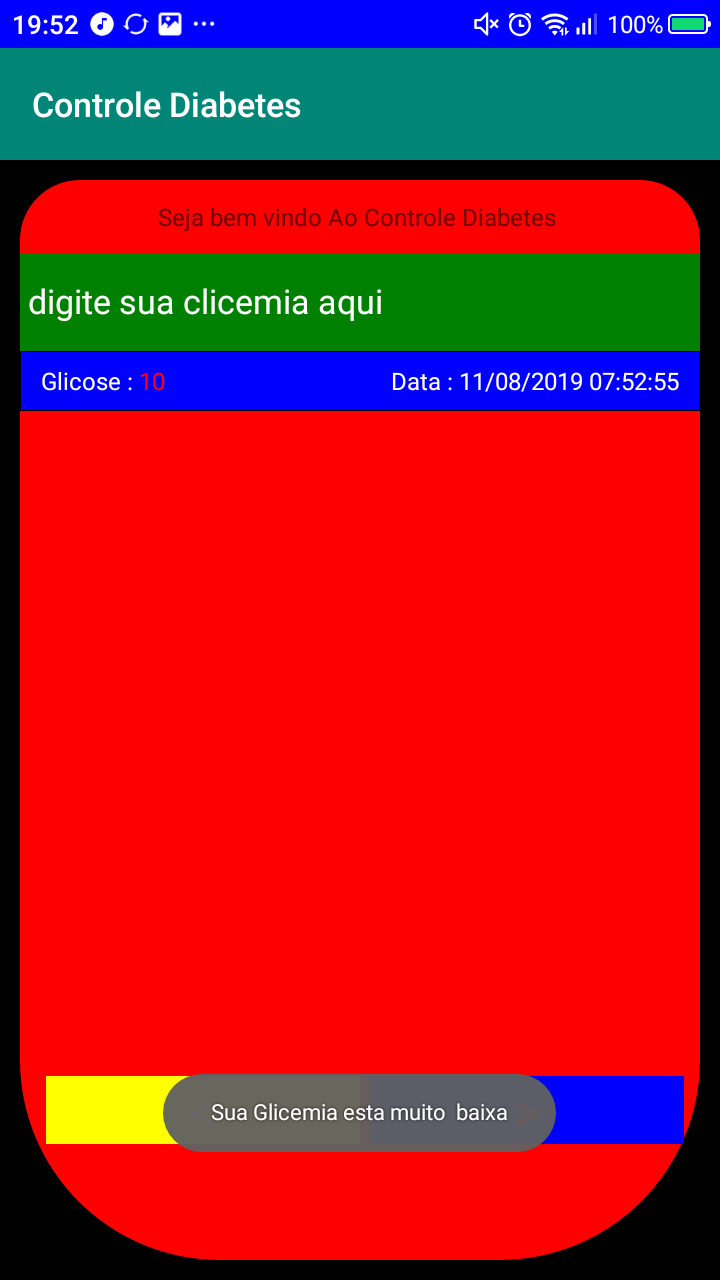 19:52 100%
Controle Diabetes
Seja bem vindo Ao Controle Diabetes
digite sua clicemia aqui
Glicose : 10 Data : 11/08/2019 07:52:55
Sua Glicemia esta muito  baixa